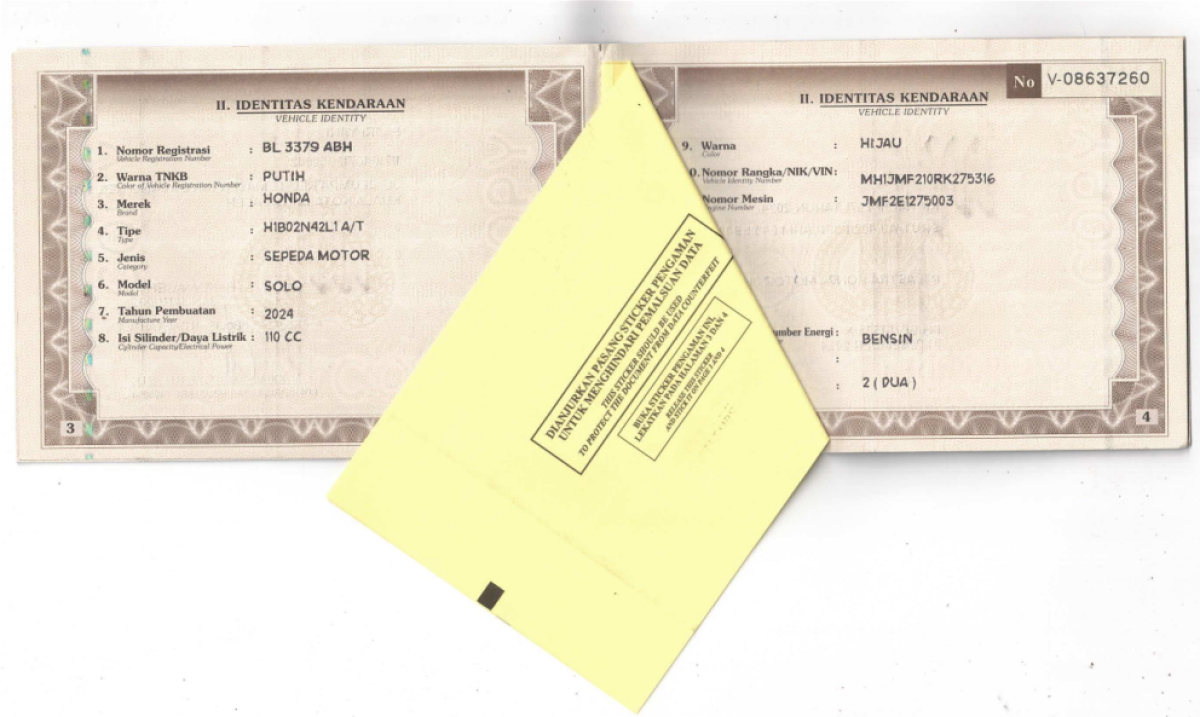 II. IDENTITAS KENDARAAN
VEHICLE IDENTITY
1. Nomor Registrasi : BL 3379 ABH
Vehicle Registration Number
2. Warna TNKB : PUTIH
Color of Vehicle Registration Number
3. Merek : HONDA
Brand
4. Tipe : H1B02N42L1 A/T
Type
5. Jenis : SEPEDA MOTOR
Category
6. Model : SOLO
Model
7. Tahun Pembuatan : 2024
Manufacture Year
8. Isi Silinder/Daya Listrik : 110 CC
Cylinder Capacity/Electrical Power
3
DIANJURKAN PASANG STICKER PENGAMAN
UNTUK MENGHINDARI PEMALSUAN DATA
THIS STICKER SHOULD BE USED
TO PROTECT THE DOCUMENT FROM DATA COUNTERFEIT
BUKA STICKER PENGAMAN INI,
LEKATKAN PADA HALAMAN 3 DAN 4
RELEASE THIS STICKER
AND STICK IT ON PAGE 3 AND 4
No V-08637260
II. IDENTITAS KENDARAAN
VEHICLE IDENTITY
9. Warna : HIJAU
Color
0. Nomor Rangka/NIK/VIN : MH1JMF210RK275316
Vehicle Identity Number
Nomor Mesin : JMF2E1275003
Engine Number
mber Energi : BENSIN
:
: 2 ( DUA )
4